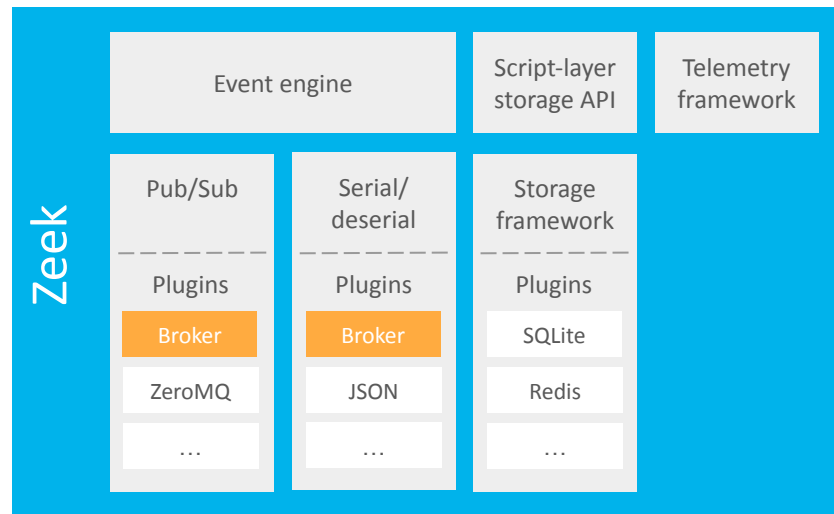 Zeek
Event engine
Script-layer
storage API
Telemetry
framework
Pub/Sub
Plugins
Broker
ZeroMQ
...
Serial/
deserial
Plugins
Broker
JSON
...
Storage
framework
Plugins
SQLite
Redis
...